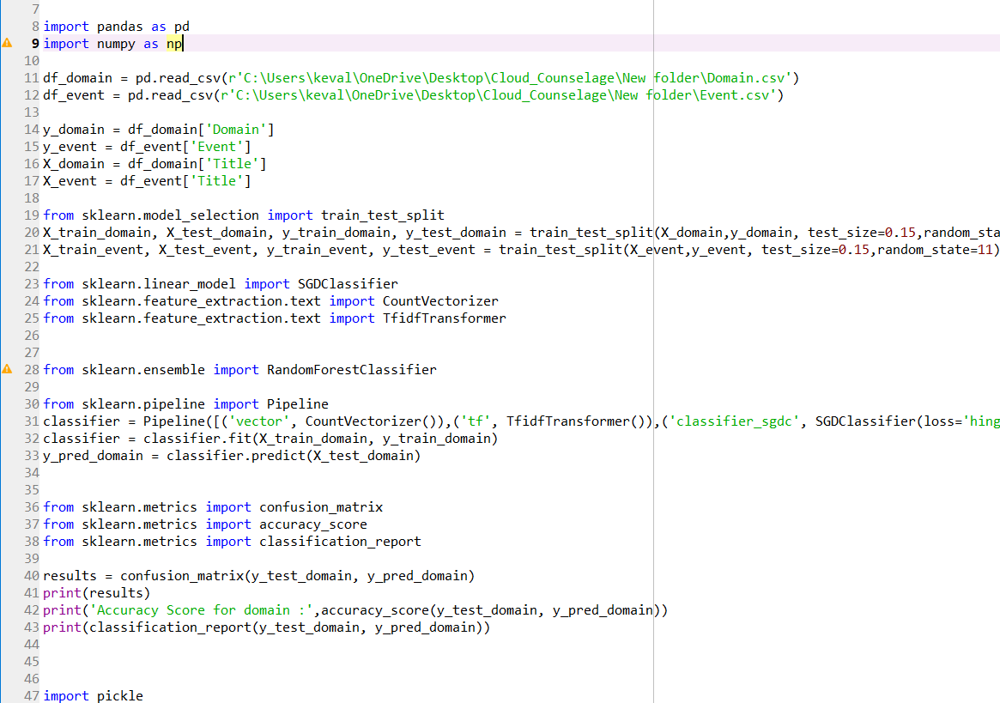 7
8 import pandas as pd
9 import numpy as np
10
11 df_domain = pd.read_csv(r'C:\Users\keval\OneDrive\Desktop\Cloud_Counselage\New folder\Domain.csv')
12 df_event = pd.read_csv(r'C:\Users\keval\OneDrive\Desktop\Cloud_Counselage\New folder\Event.csv')
13
14 y_domain = df_domain['Domain']
15 y_event = df_event['Event']
16 X_domain = df_domain['Title']
17 X_event = df_event['Title']
18
19 from sklearn.model_selection import train_test_split
20 X_train_domain, X_test_domain, y_train_domain, y_test_domain = train_test_split(X_domain,y_domain, test_size=0.15,random_sta
21 X_train_event, X_test_event, y_train_event, y_test_event = train_test_split(X_event,y_event, test_size=0.15,random_state=11)
22
23 from sklearn.linear_model import SGDClassifier
24 from sklearn.feature_extraction.text import CountVectorizer
25 from sklearn.feature_extraction.text import TfidfTransformer
26
27
28 from sklearn.ensemble import RandomForestClassifier
29
30 from sklearn.pipeline import Pipeline
31 classifier = Pipeline([('vector', CountVectorizer()),('tf', TfidfTransformer()),('classifier_sgdc', SGDClassifier(loss='hing
32 classifier = classifier.fit(X_train_domain, y_train_domain)
33 y_pred_domain = classifier.predict(X_test_domain)
34
35
36 from sklearn.metrics import confusion_matrix
37 from sklearn.metrics import accuracy_score
38 from sklearn.metrics import classification_report
39
40 results = confusion_matrix(y_test_domain, y_pred_domain)
41 print(results)
42 print('Accuracy Score for domain :',accuracy_score(y_test_domain, y_pred_domain))
43 print(classification_report(y_test_domain, y_pred_domain))
44
45
46
47 import pickle